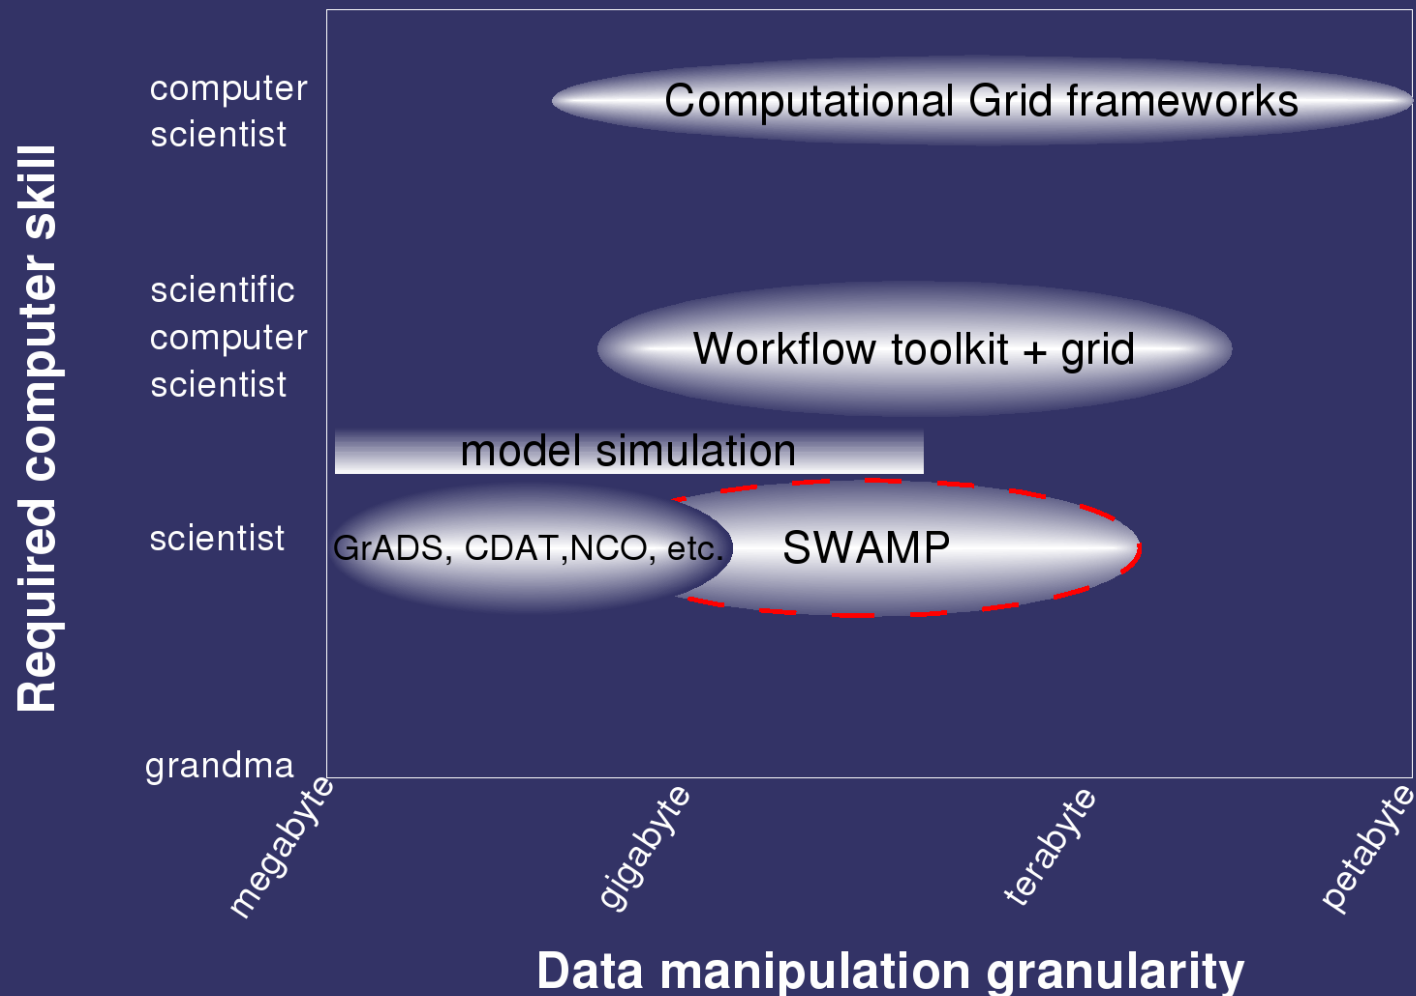 Required computer skill
computer
scientist
scientific
computer
scientist
scientist
grandma
Computational Grid frameworks
Workflow toolkit + grid
model simulation
GrADS, CDAT,NCO, etc.
SWAMP
megabyte
gigabyte
terabyte
petabyte
Data manipulation granularity